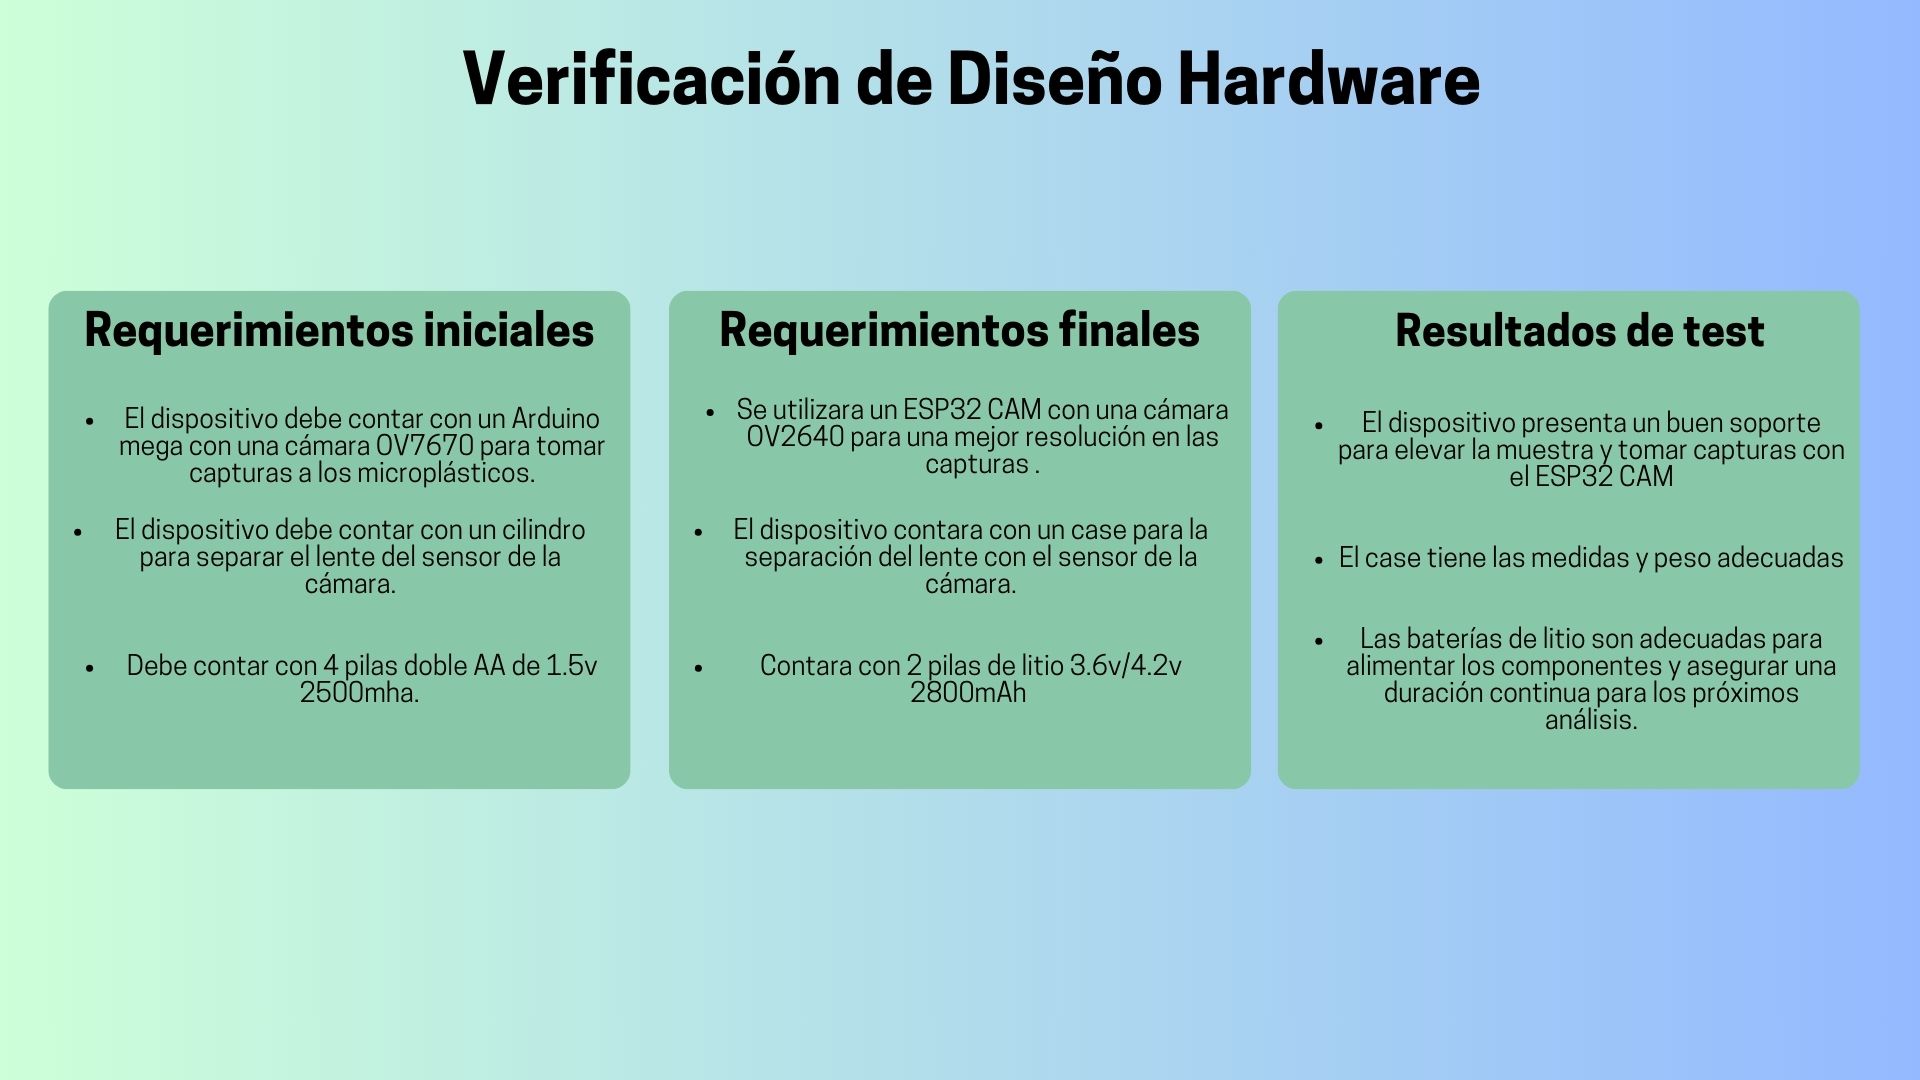 Verificación de Diseño Hardware
Requerimientos iniciales
• El dispositivo debe contar con un Arduino
mega con una cámara OV7670 para tomar
capturas a los microplásticos.
• El dispositivo debe contar con un cilindro
para separar el lente del sensor de la
cámara.
• Debe contar con 4 pilas doble AA de 1.5v
2500mha.
Requerimientos finales
• Se utilizara un ESP32 CAM con una cámara
OV2640 para una mejor resolución en las
capturas .
• El dispositivo contara con un case para la
separación del lente con el sensor de la
cámara.
• Contara con 2 pilas de litio 3.6v/4.2v
2800mAh
Resultados de test
• El dispositivo presenta un buen soporte
para elevar la muestra y tomar capturas con
el ESP32 CAM
• El case tiene las medidas y peso adecuadas
• Las baterías de litio son adecuadas para
alimentar los componentes y asegurar una
duración continua para los próximos
análisis.